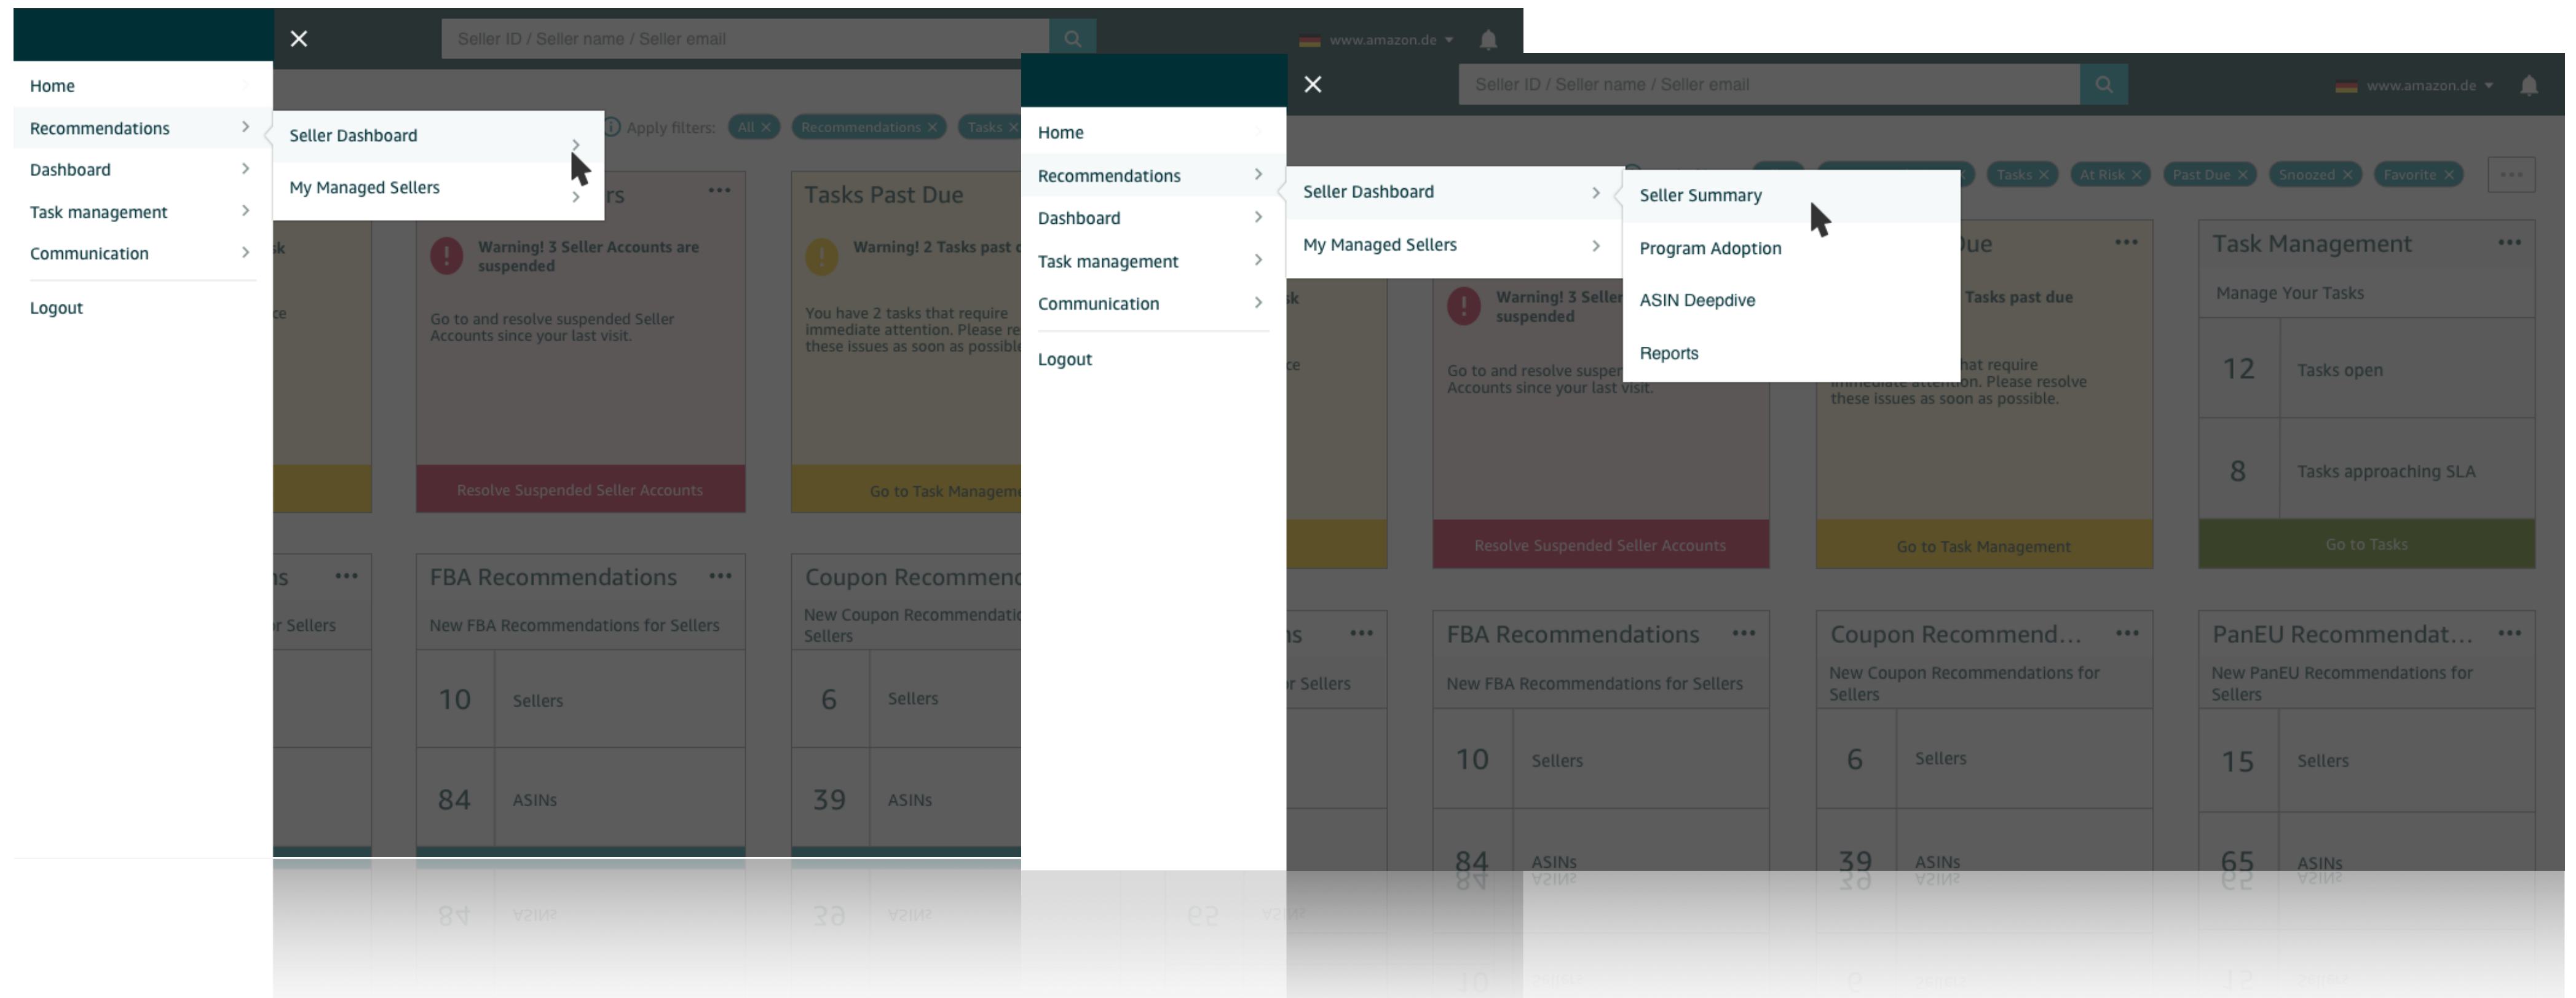 Seller ID / Seller name / Seller email
www.amazon.de
Home
Recommendations
Dashboard
Task management
Communication
Logout
Seller Dashboard
My Managed Sellers
Apply filters:
All
Recommendations
Tasks
Warning! 3 Seller Accounts are
suspended
Go to and resolve suspended Seller
Accounts since your last visit.
Resolve Suspended Seller Accounts
Tasks Past Due
Warning! 2 Tasks past
You have 2 tasks that require
immediate attention. Please
these issues as soon as possible
Go to Task
r Sellers
FBA Recommendations
New FBA Recommendations for Sellers
10 Sellers
84 ASINs
Coupon
New Coupon
Sellers
6 Sellers
39 ASINs
Seller ID / Seller name / Seller email
www.amazon.de
Home
Recommendations
Dashboard
Task management
Communication
Logout
Seller Dashboard
My Managed Sellers
Seller Summary
Program Adoption
ASIN Deepdive
Reports
Tasks
At Risk
Past Due
Snoozed
Favorite
Warning! 3
suspended
Go to and resolve
Accounts since your last visit.
Resolve Suspended Seller Accounts
Due
Tasks past due
that require
immediate attention. Please resolve
these issues as soon as possible.
Go to Task Management
Task Management
Manage Your Tasks
12 Tasks open
8 Tasks approaching SLA
Go to Tasks
r Sellers
FBA Recommendations
New FBA Recommendations for Sellers
10 Sellers
84 ASINs
Coupon Recommend...
New Coupon Recommendations for
Sellers
6 Sellers
39 ASINs
PanEU Recommendat...
New PanEU Recommendations for
Sellers
15 Sellers
65 ASINs